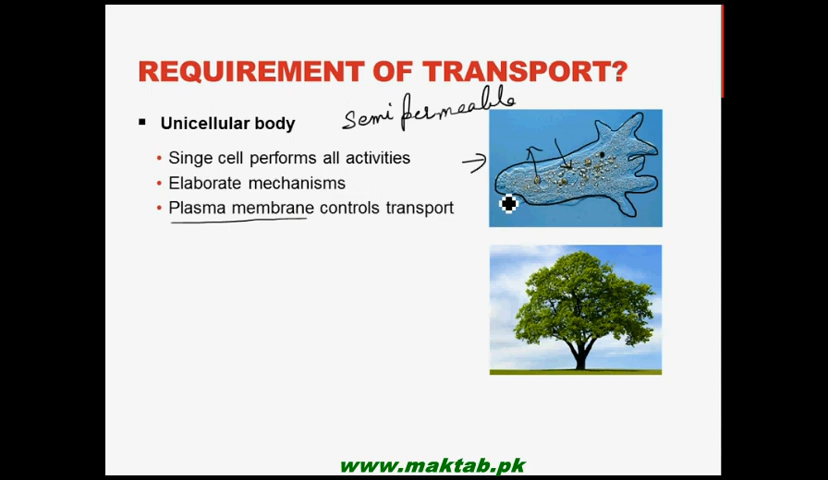 REQUIREMENT OF TRANSPORT?
Semi permeable
Unicellular body
Singe cell performs all activities
Elaborate mechanisms
Plasma membrane controls transport
www.maktab.pk